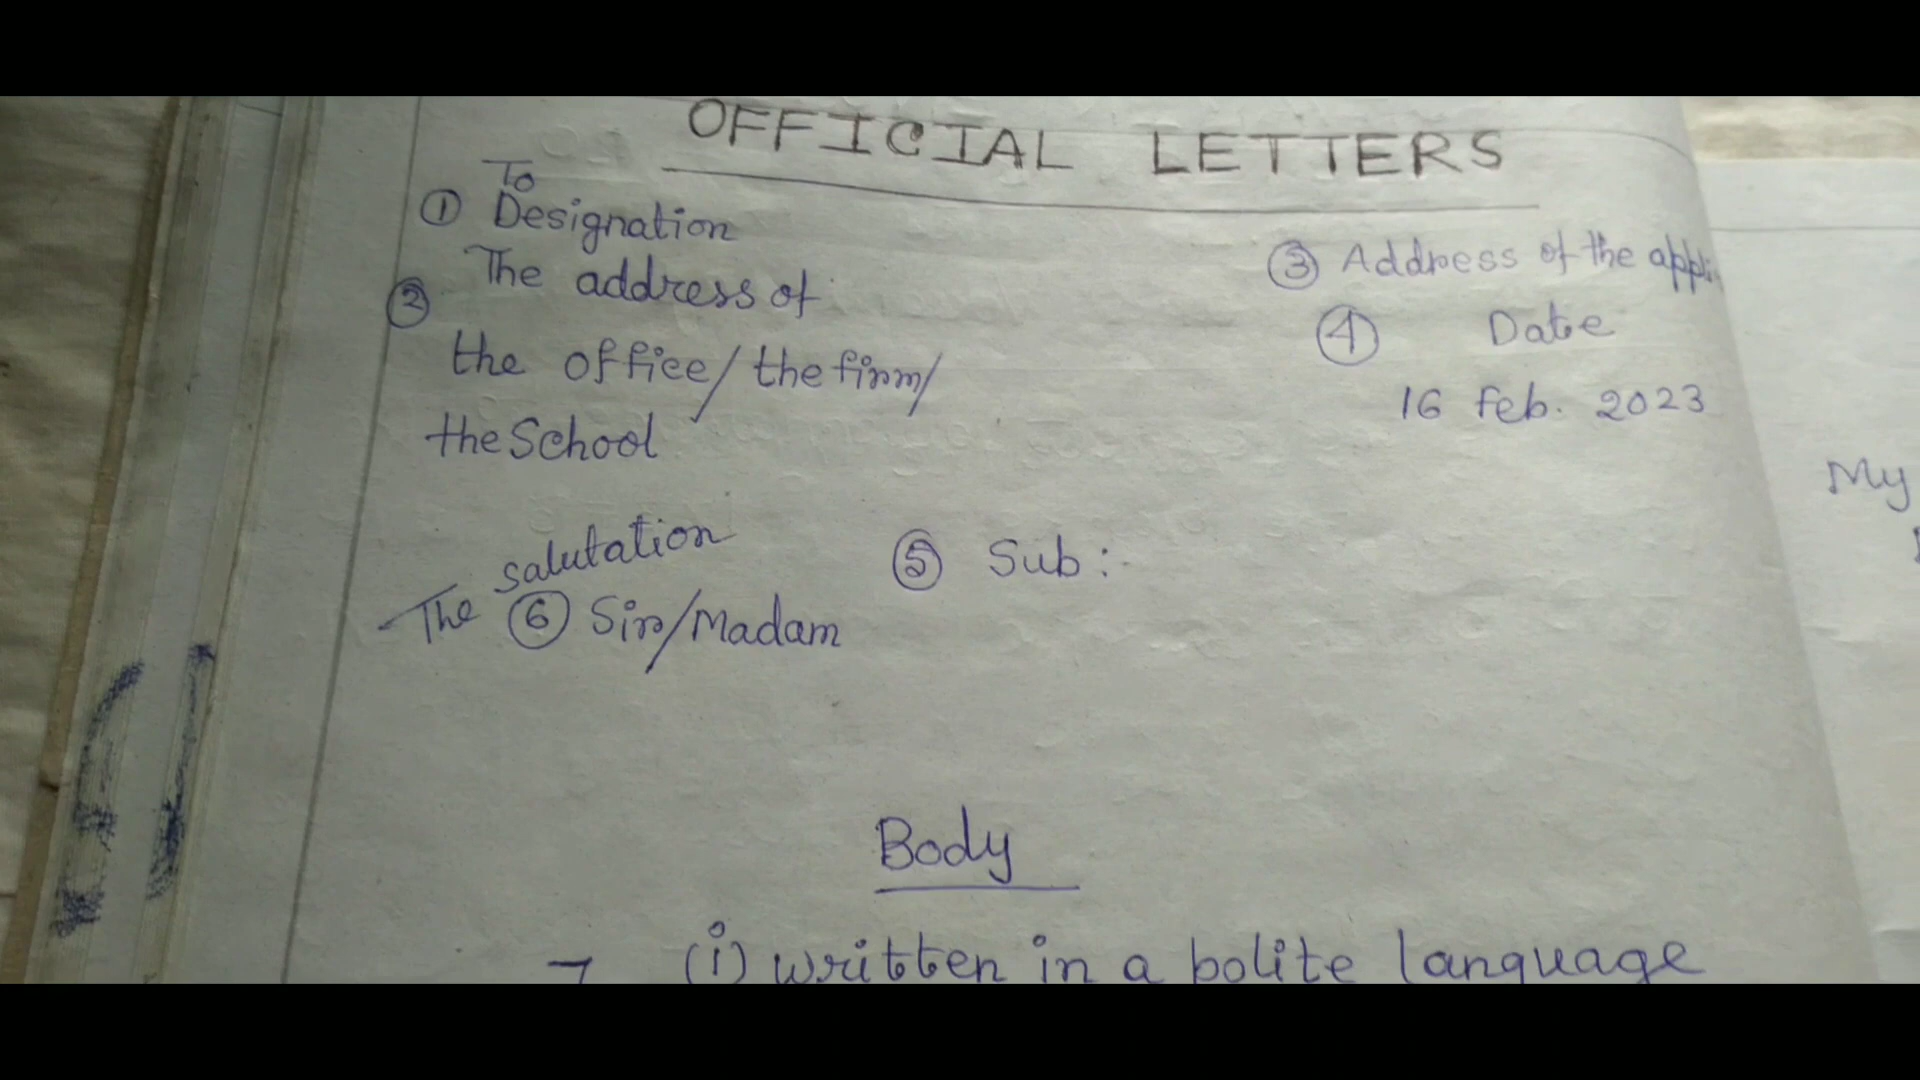 OFFICIAL LETTERS
To
① Designation
② The address of
the office/the firm/
the School
③ Address of the
④ Date
16 Feb. 2023
⑤ Sub:-
The salutation
⑥ Sir/Madam
Body
→ (i) written in a polite language
My